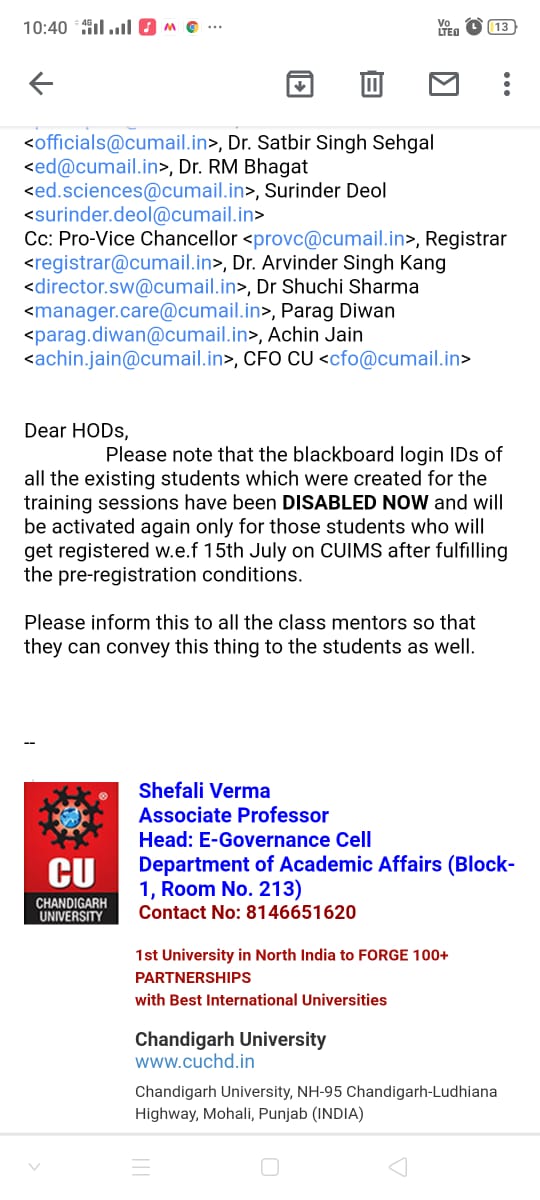 10:40 4G 13
Vo
LTE
<officials@cumail.in>, Dr. Satbir Singh Sehgal
<ed@cumail.in>, Dr. RM Bhagat
<ed.sciences@cumail.in>, Surinder Deol
<surinder.deol@cumail.in>
Cc: Pro-Vice Chancellor <provc@cumail.in>, Registrar
<registrar@cumail.in>, Dr. Arvinder Singh Kang
<director.sw@cumail.in>, Dr Shuchi Sharma
<manager.care@cumail.in>, Parag Diwan
<parag.diwan@cumail.in>, Achin Jain
<achin.jain@cumail.in>, CFO CU <cfo@cumail.in>
Dear HODs,
Please note that the blackboard login IDs of
all the existing students which were created for the
training sessions have been DISABLED NOW and will
be activated again only for those students who will
get registered w.e.f 15th July on CUIMS after fulfilling
the pre-registration conditions.
Please inform this to all the class mentors so that
they can convey this thing to the students as well.
--
CU
CHANDIGARH
UNIVERSITY
®
Shefali Verma
Associate Professor
Head: E-Governance Cell
Department of Academic Affairs (Block-
1, Room No. 213)
Contact No: 8146651620
1st University in North India to FORGE 100+
PARTNERSHIPS
with Best International Universities
Chandigarh University
www.cuchd.in
Chandigarh University, NH-95 Chandigarh-Ludhiana
Highway, Mohali, Punjab (INDIA)